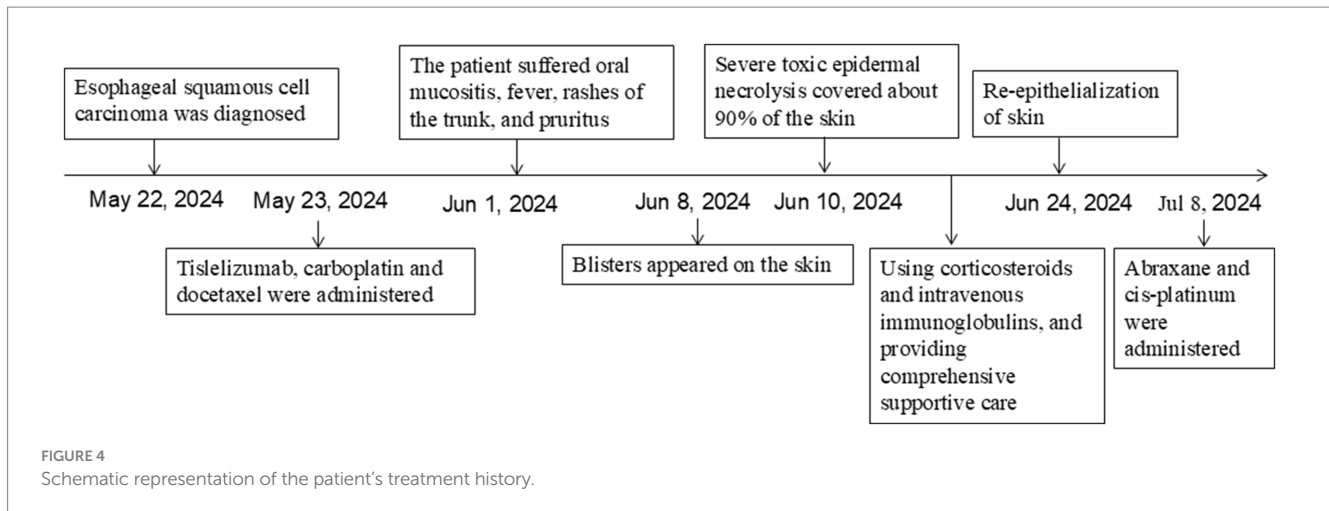 Esophageal squamous cell
carcinoma was diagnosed
The patient suffered oral
mucositis, fever, rashes of
the trunk, and pruritus
Severe toxic epidermal
necrolysis covered about
90% of the skin
Re-epithelialization
of skin
May 22, 2024
May 23, 2024
Jun 1, 2024
Jun 8, 2024
Jun 10, 2024
Jun 24, 2024
Jul 8, 2024
Tislelizumab, carboplatin and
docetaxel were administered
Blisters appeared on the skin
Using corticosteroids
and intravenous
immunoglobulins, and
providing
comprehensive
supportive care
Abraxane and
cis-platinum
were
administered
FIGURE 4
Schematic representation of the patient's treatment history.